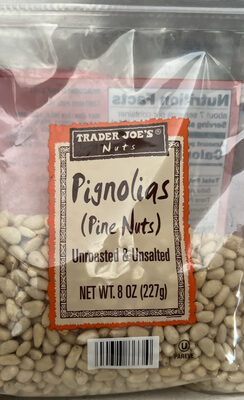 Nutrition Facts
TRADER JOE'S®
Nuts
Pignolias
(Pine Nuts)
Unroasted & Unsalted
NET WT. 8 OZ (227g)
U
PAREVE